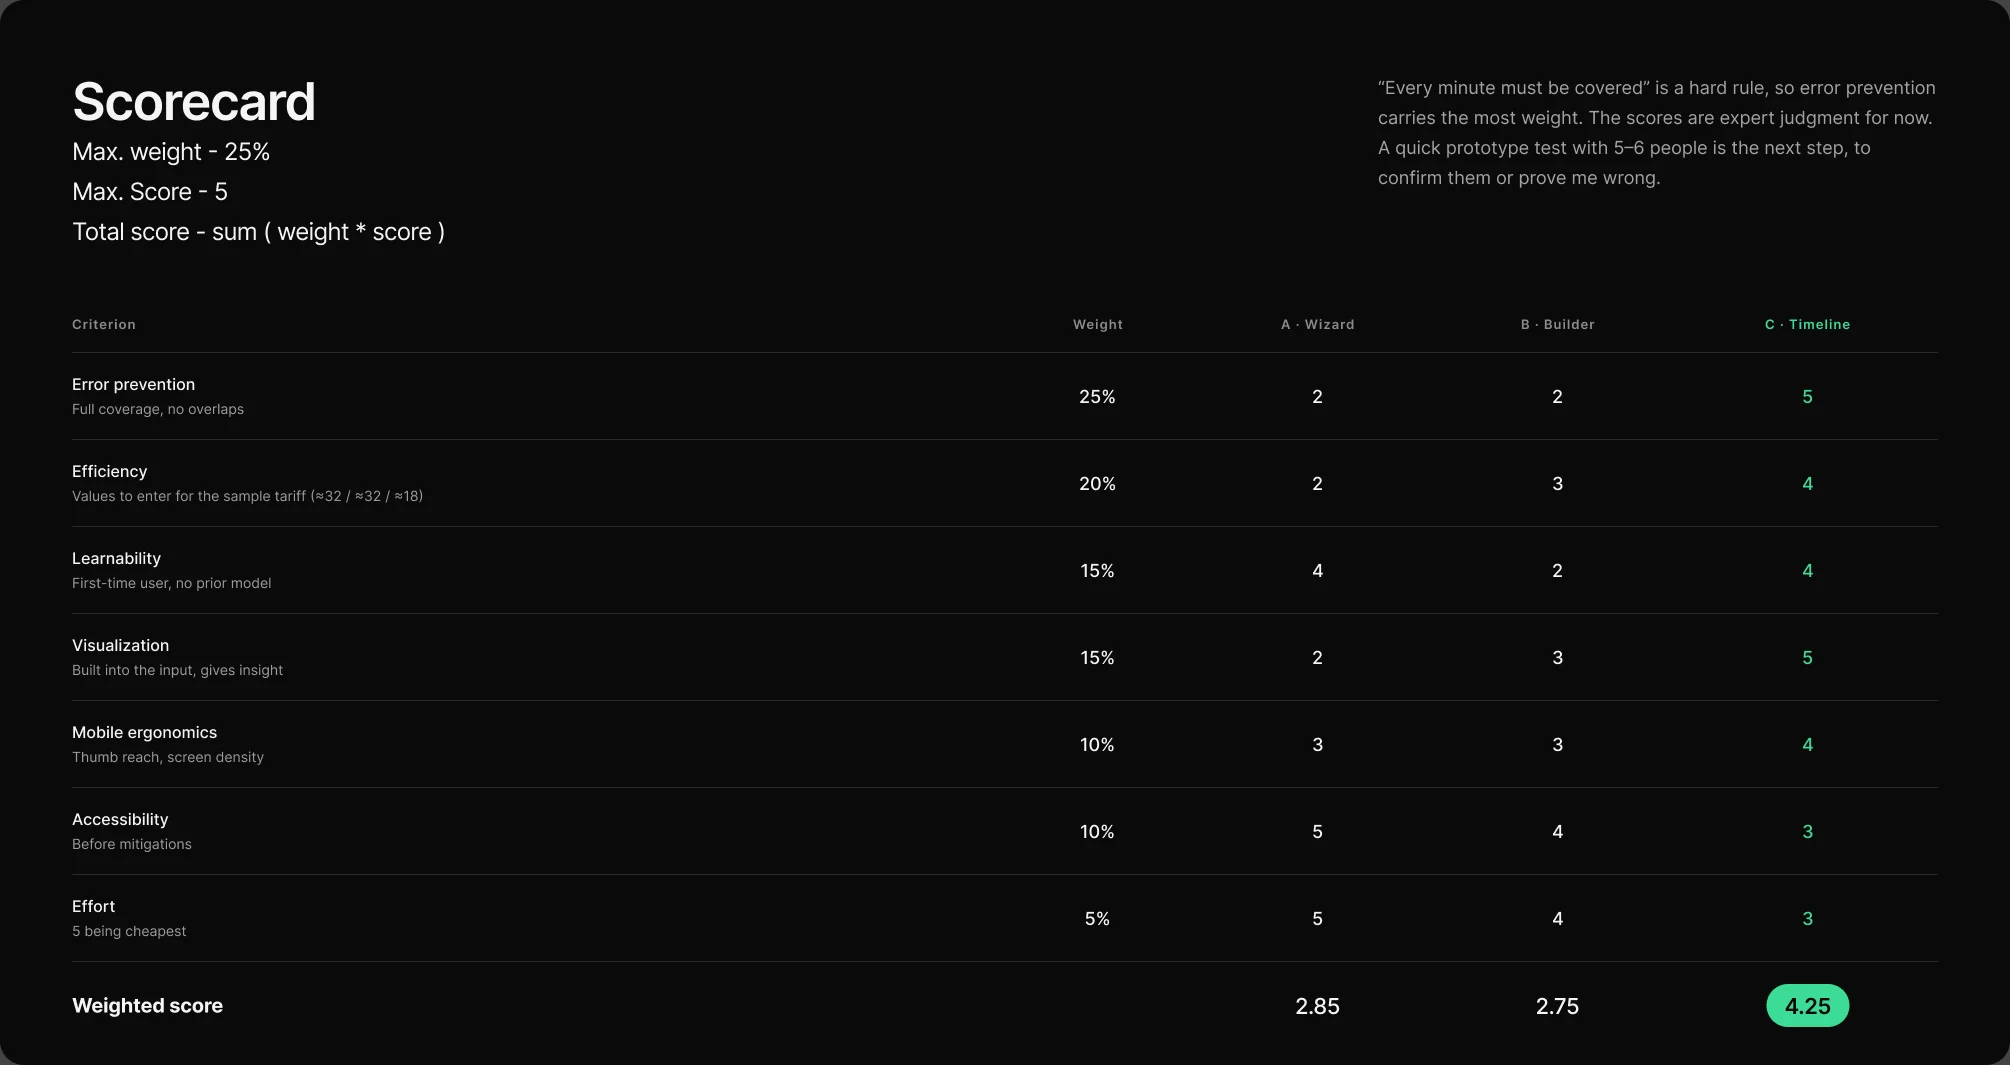 Scorecard
Max. weight - 25%
Max. Score - 5
Total score - sum ( weight * score )
“Every minute must be covered” is a hard rule, so error prevention
carries the most weight. The scores are expert judgment for now.
A quick prototype test with 5–6 people is the next step, to
confirm them or prove me wrong.
Criterion Weight A · Wizard B · Builder C · Timeline
Error prevention
Full coverage, no overlaps
25% 2 2 5
Efficiency
Values to enter for the sample tariff (≈32 / ≈32 / ≈18)
20% 2 3 4
Learnability
First-time user, no prior model
15% 4 2 4
Visualization
Built into the input, gives insight
15% 2 3 5
Mobile ergonomics
Thumb reach, screen density
10% 3 3 4
Accessibility
Before mitigations
10% 5 4 3
Effort
5 being cheapest
5% 5 4 3
Weighted score 2.85 2.75 4.25